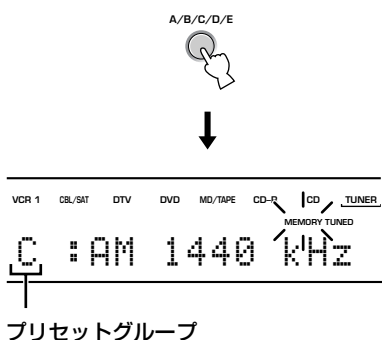 A/B/C/D/E
VCR 1 CBL/SAT DTV DVD MD/TAPE CD-R CD TUNER
MEMORY TUNED
C :AM 1440 kHz
プリセットグループ